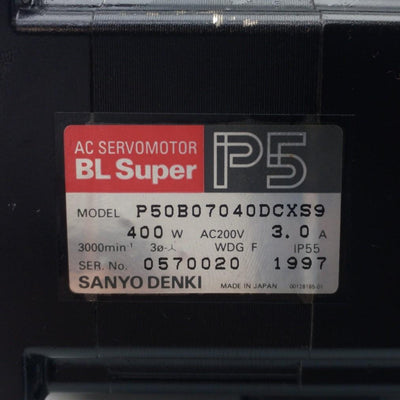 AC SERVOMOTOR
BL Super P5
MODEL P50B07040DCXS9
400 W AC200V 3.0 A
3000min⁻¹ 3ø WDG F IP55
SER. No. 0570020 1997
SANYO DENKI MADE IN JAPAN